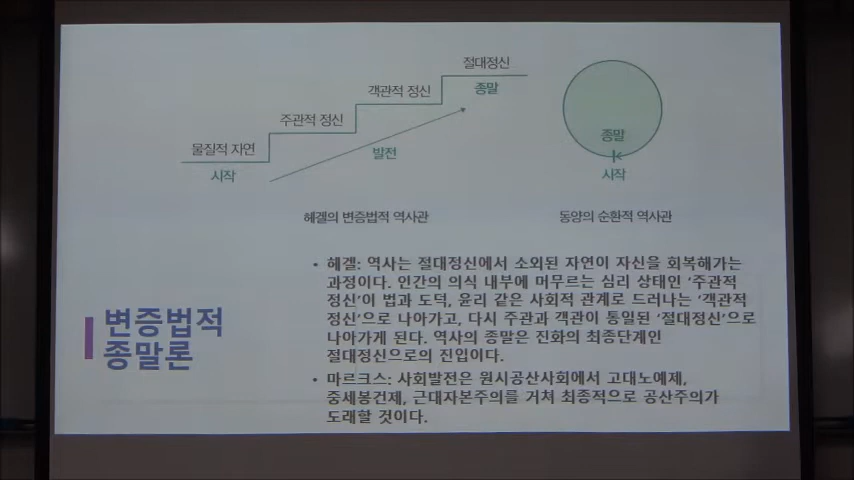 절대정신
종말
객관적 정신
주관적 정신
물질적 자연
시작
발전
종말
시작
헤겔의 변증법적 역사관
동양의 순환적 역사관
변증법적
종말론
• 헤겔: 역사는 절대정신에서 소외된 자연이 자신을 회복해가는
과정이다. 인간의 의식 내부에 머무르는 심리 상태인 '주관적
정신'이 법과 도덕, 윤리 같은 사회적 관계로 드러나는 '객관적
정신'으로 나아가고, 다시 주관과 객관이 통일된 '절대정신'으로
나아가게 된다. 역사의 종말은 진화의 최종단계인
절대정신으로의 진입이다.
• 마르크스: 사회발전은 원시공산사회에서 고대노예제,
중세봉건제, 근대자본주의를 거쳐 최종적으로 공산주의가
도래할 것이다.